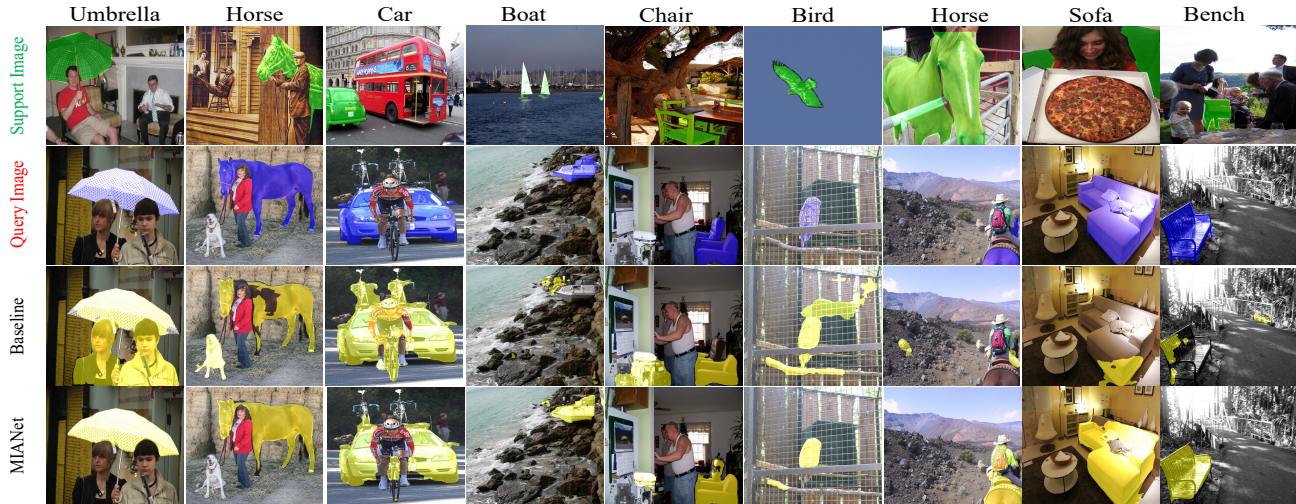 Umbrella Horse Car Boat Chair Bird Horse Sofa Bench
Support Image
Query Image
Baseline
MIANet